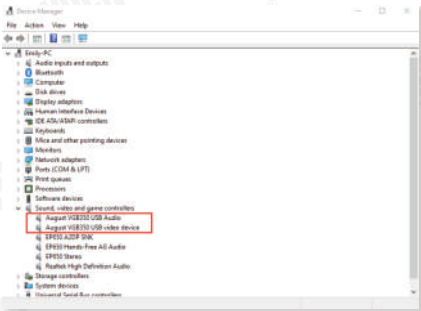 Device Manager
File Action View Help
Emily-PC
Audio inputs and outputs
Bluetooth
Computer
Disk drives
Display adaptors
Human Interface Devices
IDE ATA/ATAPI controllers
Keyboards
Mice and other pointing devices
Monitors
Network adapters
Ports (COM & LPT)
Print queues
Processors
Software devices
Sound, video and game controllers
August VGB350 USB Audio
August VGB350 USB video device
EP650 A2DP SNK
EP650 Hands-Free AG Audio
EP650 Stereo
Realtek High Definition Audio
Storage controllers
System devices
Universal Serial Bus controllers